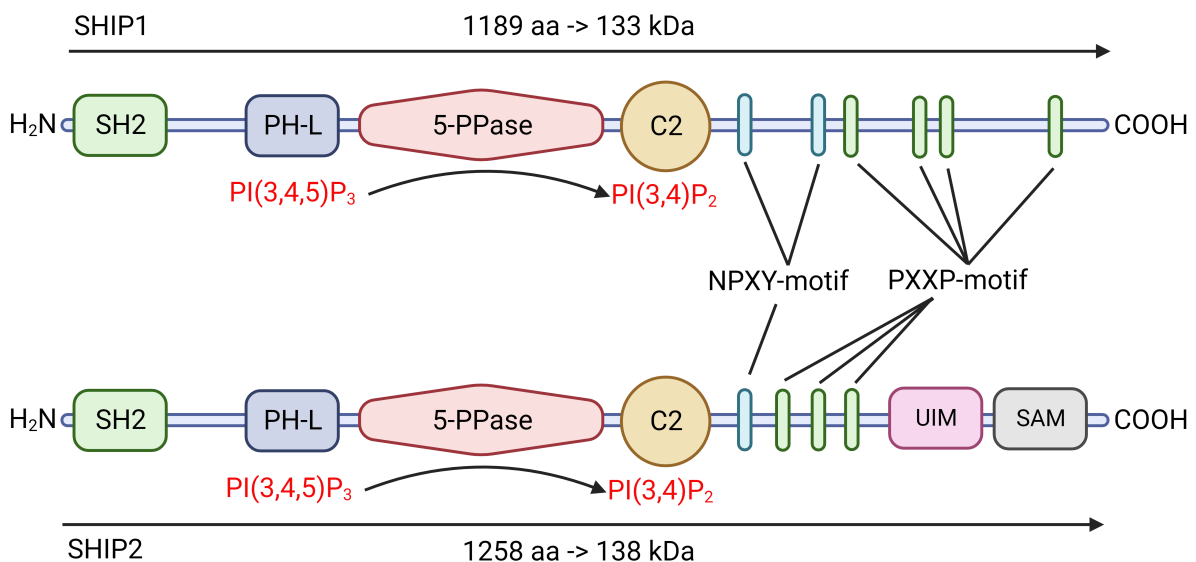 SHIP1 1189 aa -> 133 kDa
H₂N SH2 PH-L 5-PPase C2 COOH
PI(3,4,5)P₃ PI(3,4)P₂
NPXY-motif PXXP-motif
H₂N SH2 PH-L 5-PPase C2 UIM SAM COOH
PI(3,4,5)P₃ PI(3,4)P₂
SHIP2 1258 aa -> 138 kDa